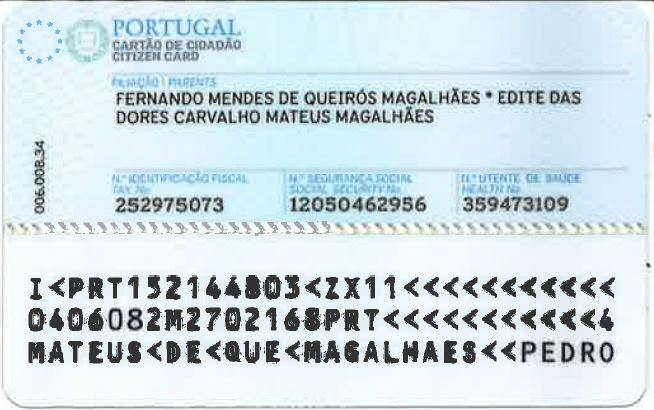 PORTUGAL
CARTÃO DE CIDADÃO
CITIZEN CARD
FILIAÇÃO / PARENTS
FERNANDO MENDES DE QUEIRÓS MAGALHÃES * EDITE DAS
DORES CARVALHO MATEUS MAGALHÃES
006.008.34
N.º IDENTIFICAÇÃO FISCAL N.º SEGURANÇA SOCIAL N.º UTENTE DE SAÚDE
TAX No. SOCIAL SECURITY No. HEALTH No.
252975073 12050462956 359473109
I<PRT152144803<ZX11<<<<<<<<<<<
0406082M2702168PRT<<<<<<<<<<<4
MATEUS<DE<QUE<MAGALHAES<<PEDRO